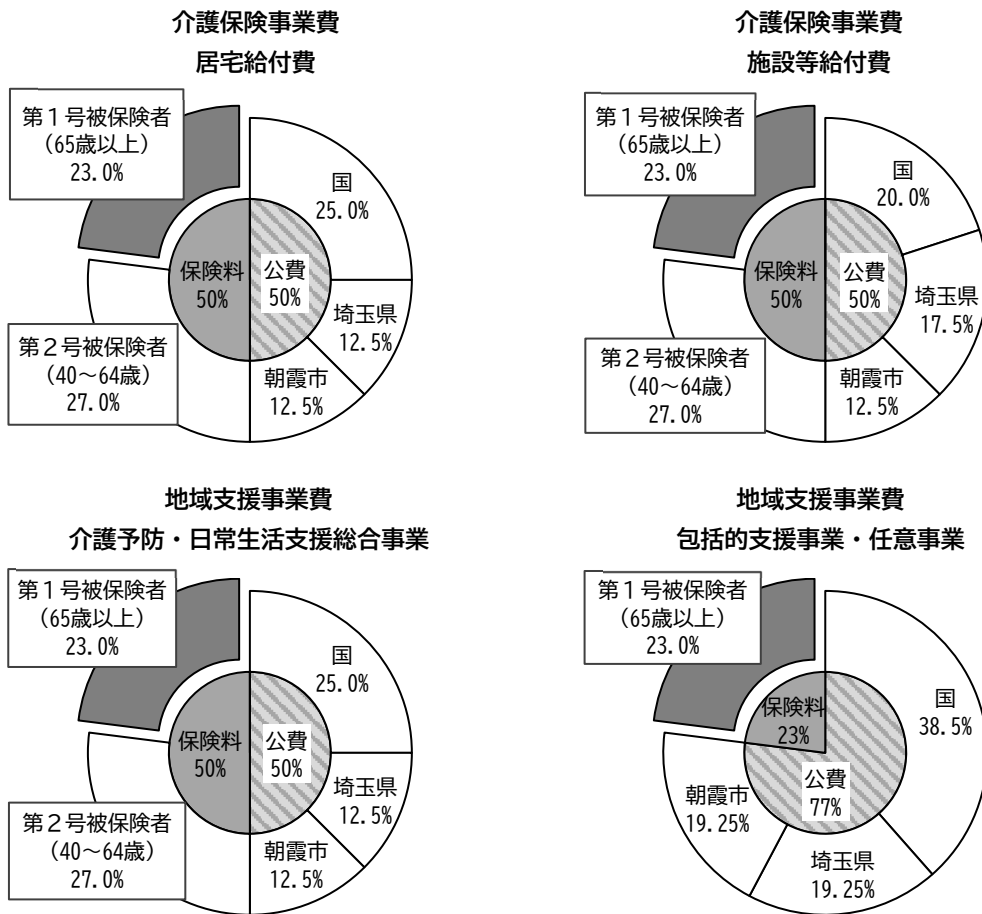 介護保険事業費
居宅給付費
第１号被保険者
（65歳以上）
23.0%
国
25.0%
保険料
50%
公費
50%
埼玉県
12.5%
第２号被保険者
（40～64歳）
27.0%
朝霞市
12.5%
介護保険事業費
施設等給付費
第１号被保険者
（65歳以上）
23.0%
国
20.0%
保険料
50%
公費
50%
埼玉県
17.5%
第２号被保険者
（40～64歳）
27.0%
朝霞市
12.5%
地域支援事業費
介護予防・日常生活支援総合事業
第１号被保険者
（65歳以上）
23.0%
国
25.0%
保険料
50%
公費
50%
埼玉県
12.5%
第２号被保険者
（40～64歳）
27.0%
朝霞市
12.5%
地域支援事業費
包括的支援事業・任意事業
第１号被保険者
（65歳以上）
23.0%
国
38.5%
保険料
23%
公費
77%
朝霞市
19.25%
埼玉県
19.25%